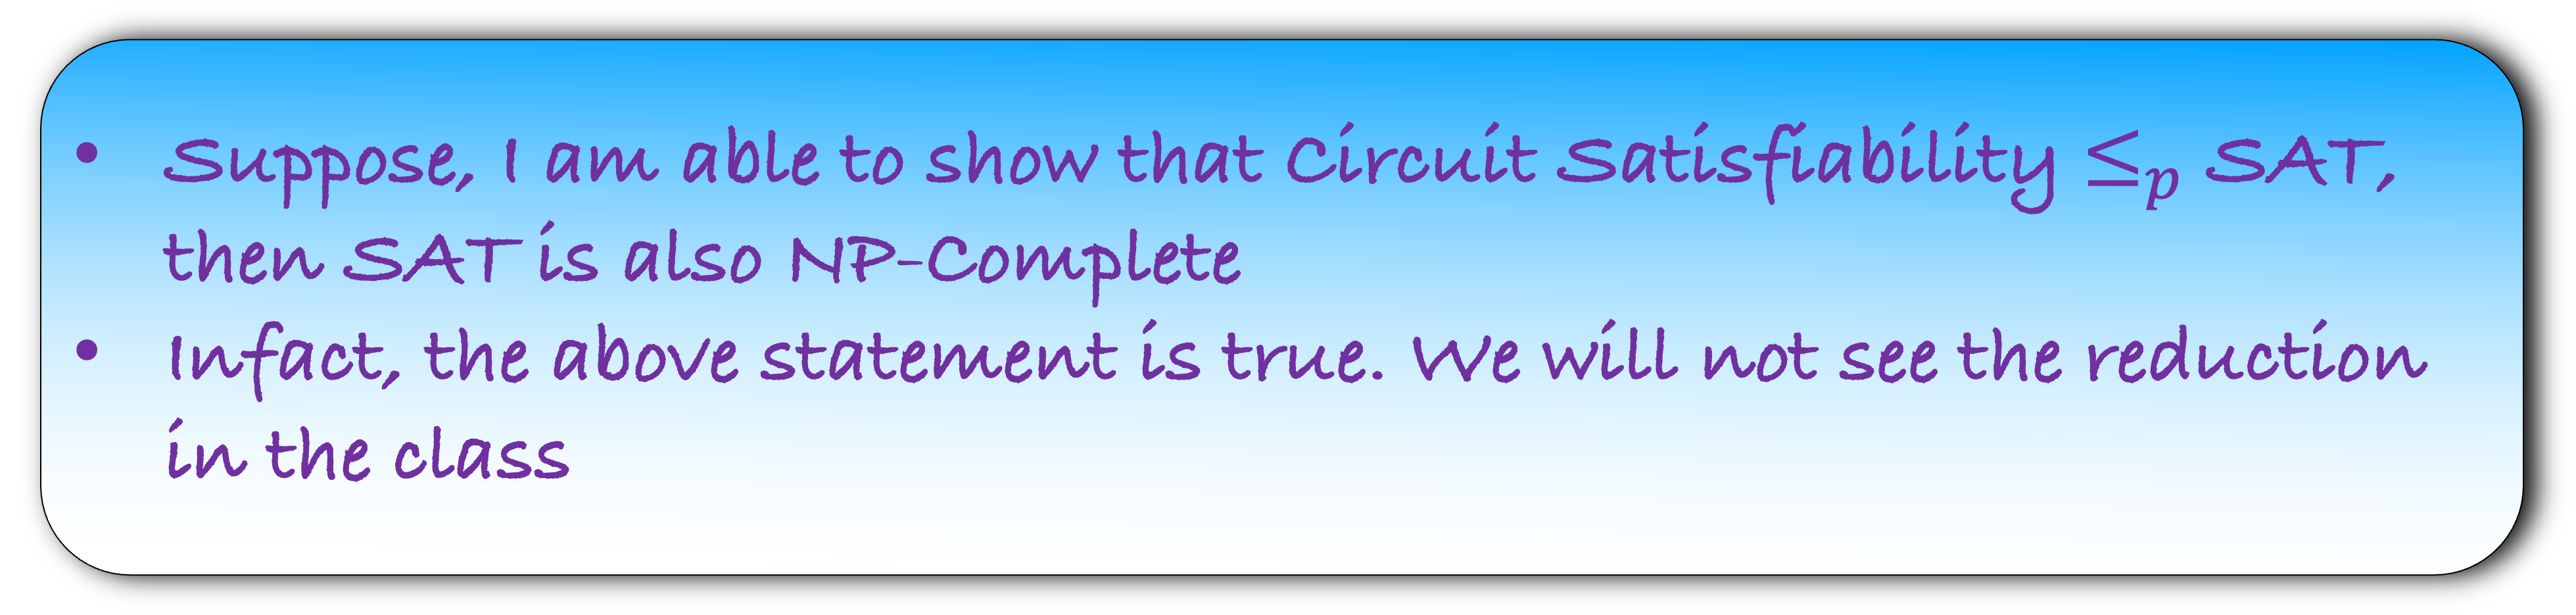 • Suppose, I am able to show that Circuit Satisfiability ≤p SAT,
then SAT is also NP-Complete
• Infact, the above statement is true. We will not see the reduction
in the class